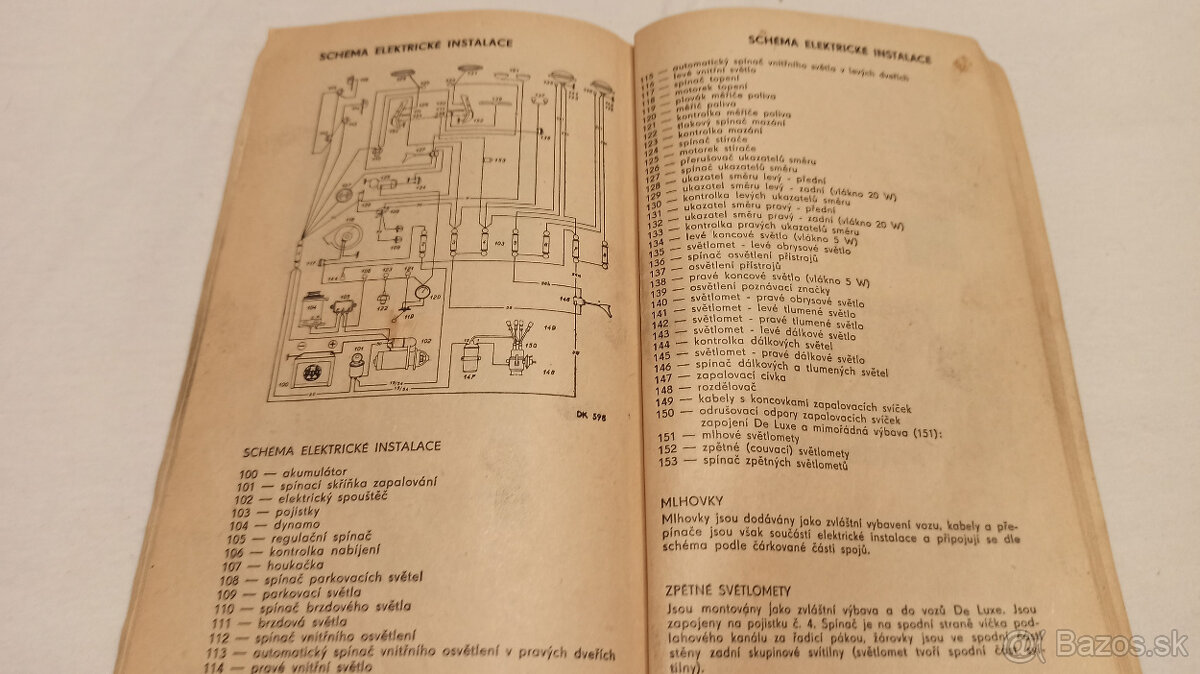 SCHÉMA ELEKTRICKÉ INSTALACE
DK 598
SCHÉMA ELEKTRICKÉ INSTALACE
100 — akumulátor
101 — spínací skříňka zapalování
102 — elektrický spouštěč
103 — pojistky
104 — dynamo
105 — regulační spínač
106 — kontrolka nabíjení
107 — houkačka
108 — spínač parkovacích světel
109 — parkovací světla
110 — spínač brzdového světla
111 — brzdová světla
112 — spínač vnitřního osvětlení
113 — automatický spínač vnitřního osvětlení v pravých dveřích
114 — pravé vnitřní světlo
SCHÉMA ELEKTRICKÉ INSTALACE
115 — automatický spínač vnitřního světla v levých dveřích
116 — levé vnitřní světlo
117 — spínač topení
118 — motorek topení
119 — plovák měřiče paliva
120 — měřič paliva
121 — kontrolka měřiče paliva
122 — tlakový spínač mazání
123 — kontrolka mazání
124 — spínač stírače
125 — motorek stírače
126 — přerušovač ukazatelů směru
127 — spínač ukazatelů směru
128 — ukazatel směru levý - přední
129 — ukazatel směru levý - zadní (vlákno 20 W)
130 — kontrolka levých ukazatelů směru
131 — ukazatel směru pravý - přední
132 — ukazatel směru pravý - zadní (vlákno 20 W)
133 — kontrolka pravých ukazatelů směru
134 — levé koncové světlo (vlákno 5 W)
135 — světlomet - levé obrysové světlo
136 — spínač osvětlení přístrojů
137 — osvětlení přístrojů
138 — pravé koncové světlo (vlákno 5 W)
139 — osvětlení poznávací značky
140 — světlomet - pravé obrysové světlo
141 — světlomet - levé tlumené světlo
142 — světlomet - pravé tlumené světlo
143 — světlomet - levé dálkové světlo
144 — kontrolka dálkových světel
145 — světlomet - pravé dálkové světlo
146 — spínač dálkových a tlumených světel
147 — zapalovací cívka
148 — rozdělovač
149 — kabely s koncovkami zapalovacích svíček
150 — odrušovací odpory zapalovacích svíček
zapojení De Luxe a mimořádná výbava (151):
151 — mlhové světlomety
152 — zpětné (couvací) světlomety
153 — spínač zpětných světlometů
MLHOVKY
Mlhovky jsou dodávány jako zvláštní vybavení vozu, kabely a pře-
pínače jsou však součástí elektrické instalace a připojují se dle
schéma podle čárkované části spojů.
ZPĚTNÉ SVĚTLOMETY
Jsou montovány jako zvláštní výbava a do vozů De Luxe. Jsou
zapojeny na pojistku č. 4. Spínač je na spodní straně víčka pod-
lahového kanálu za řadicí pákou, žárovky jsou ve spodní části
stěny zadní skupinové svítilny (světlomet tvoří spodní část
tilny).
Bazos.sk